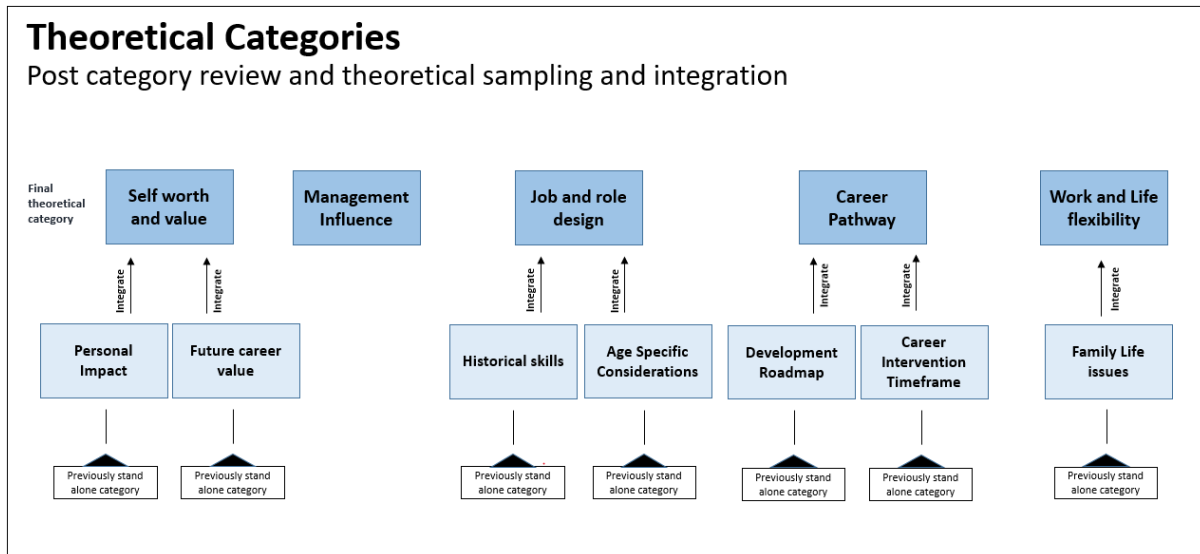 Theoretical Categories
Post category review and theoretical sampling and integration
Final
theoretical
category
Self worth
and value
Management
Influence
Job and role
design
Career
Pathway
Work and Life
flexibility
Integrate
Integrate
Integrate
Integrate
Integrate
Integrate
Integrate
Personal
Impact
Future career
value
Historical skills
Age Specific
Considerations
Development
Roadmap
Career
Intervention
Timeframe
Family Life
issues
Previously stand
alone category
Previously stand
alone category
Previously stand
alone category
Previously stand
alone category
Previously stand
alone category
Previously stand
alone category
Previously stand
alone category